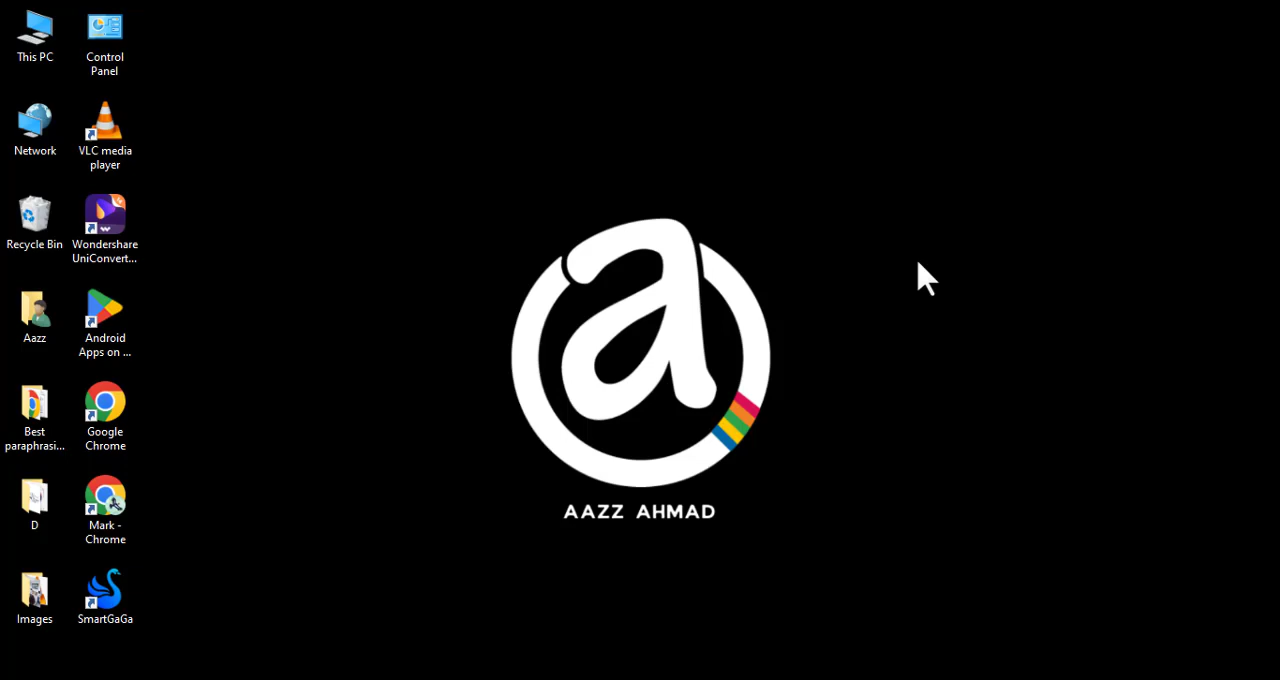 This PC
Control
Panel
Network
VLC media
player
Recycle Bin
Wondershare
UniConvert...
Aazz
Android
Apps on ...
Best
paraphrasi...
Google
Chrome
D
Mark -
Chrome
Images
SmartGaGa
a
AAZZ AHMAD